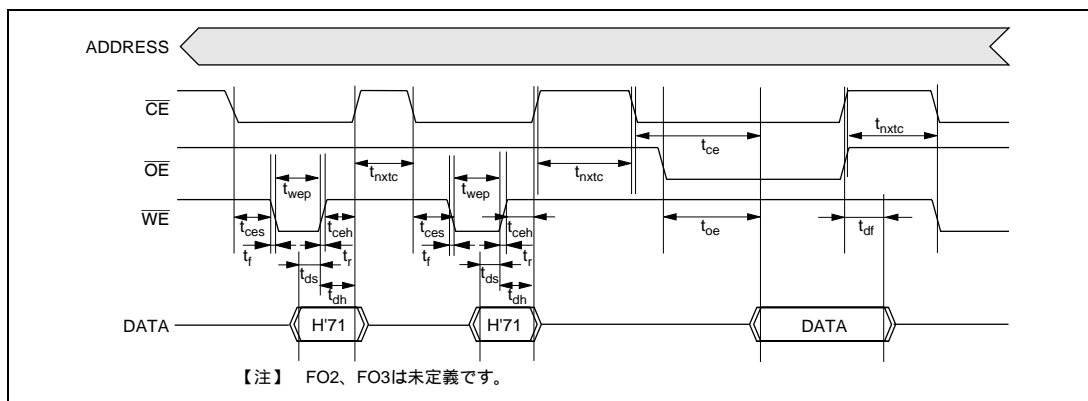 ADDRESS
CE
OE
WE
DATA
tces
tf
twep
tds
tceh
tr
tdh
H'71
tnxtc
tces
tf
twep
tds
tceh
tr
tdh
H'71
tnxtc
tce
toe
DATA
tnxtc
tdf
【注】 FO2、FO3は未定義です。